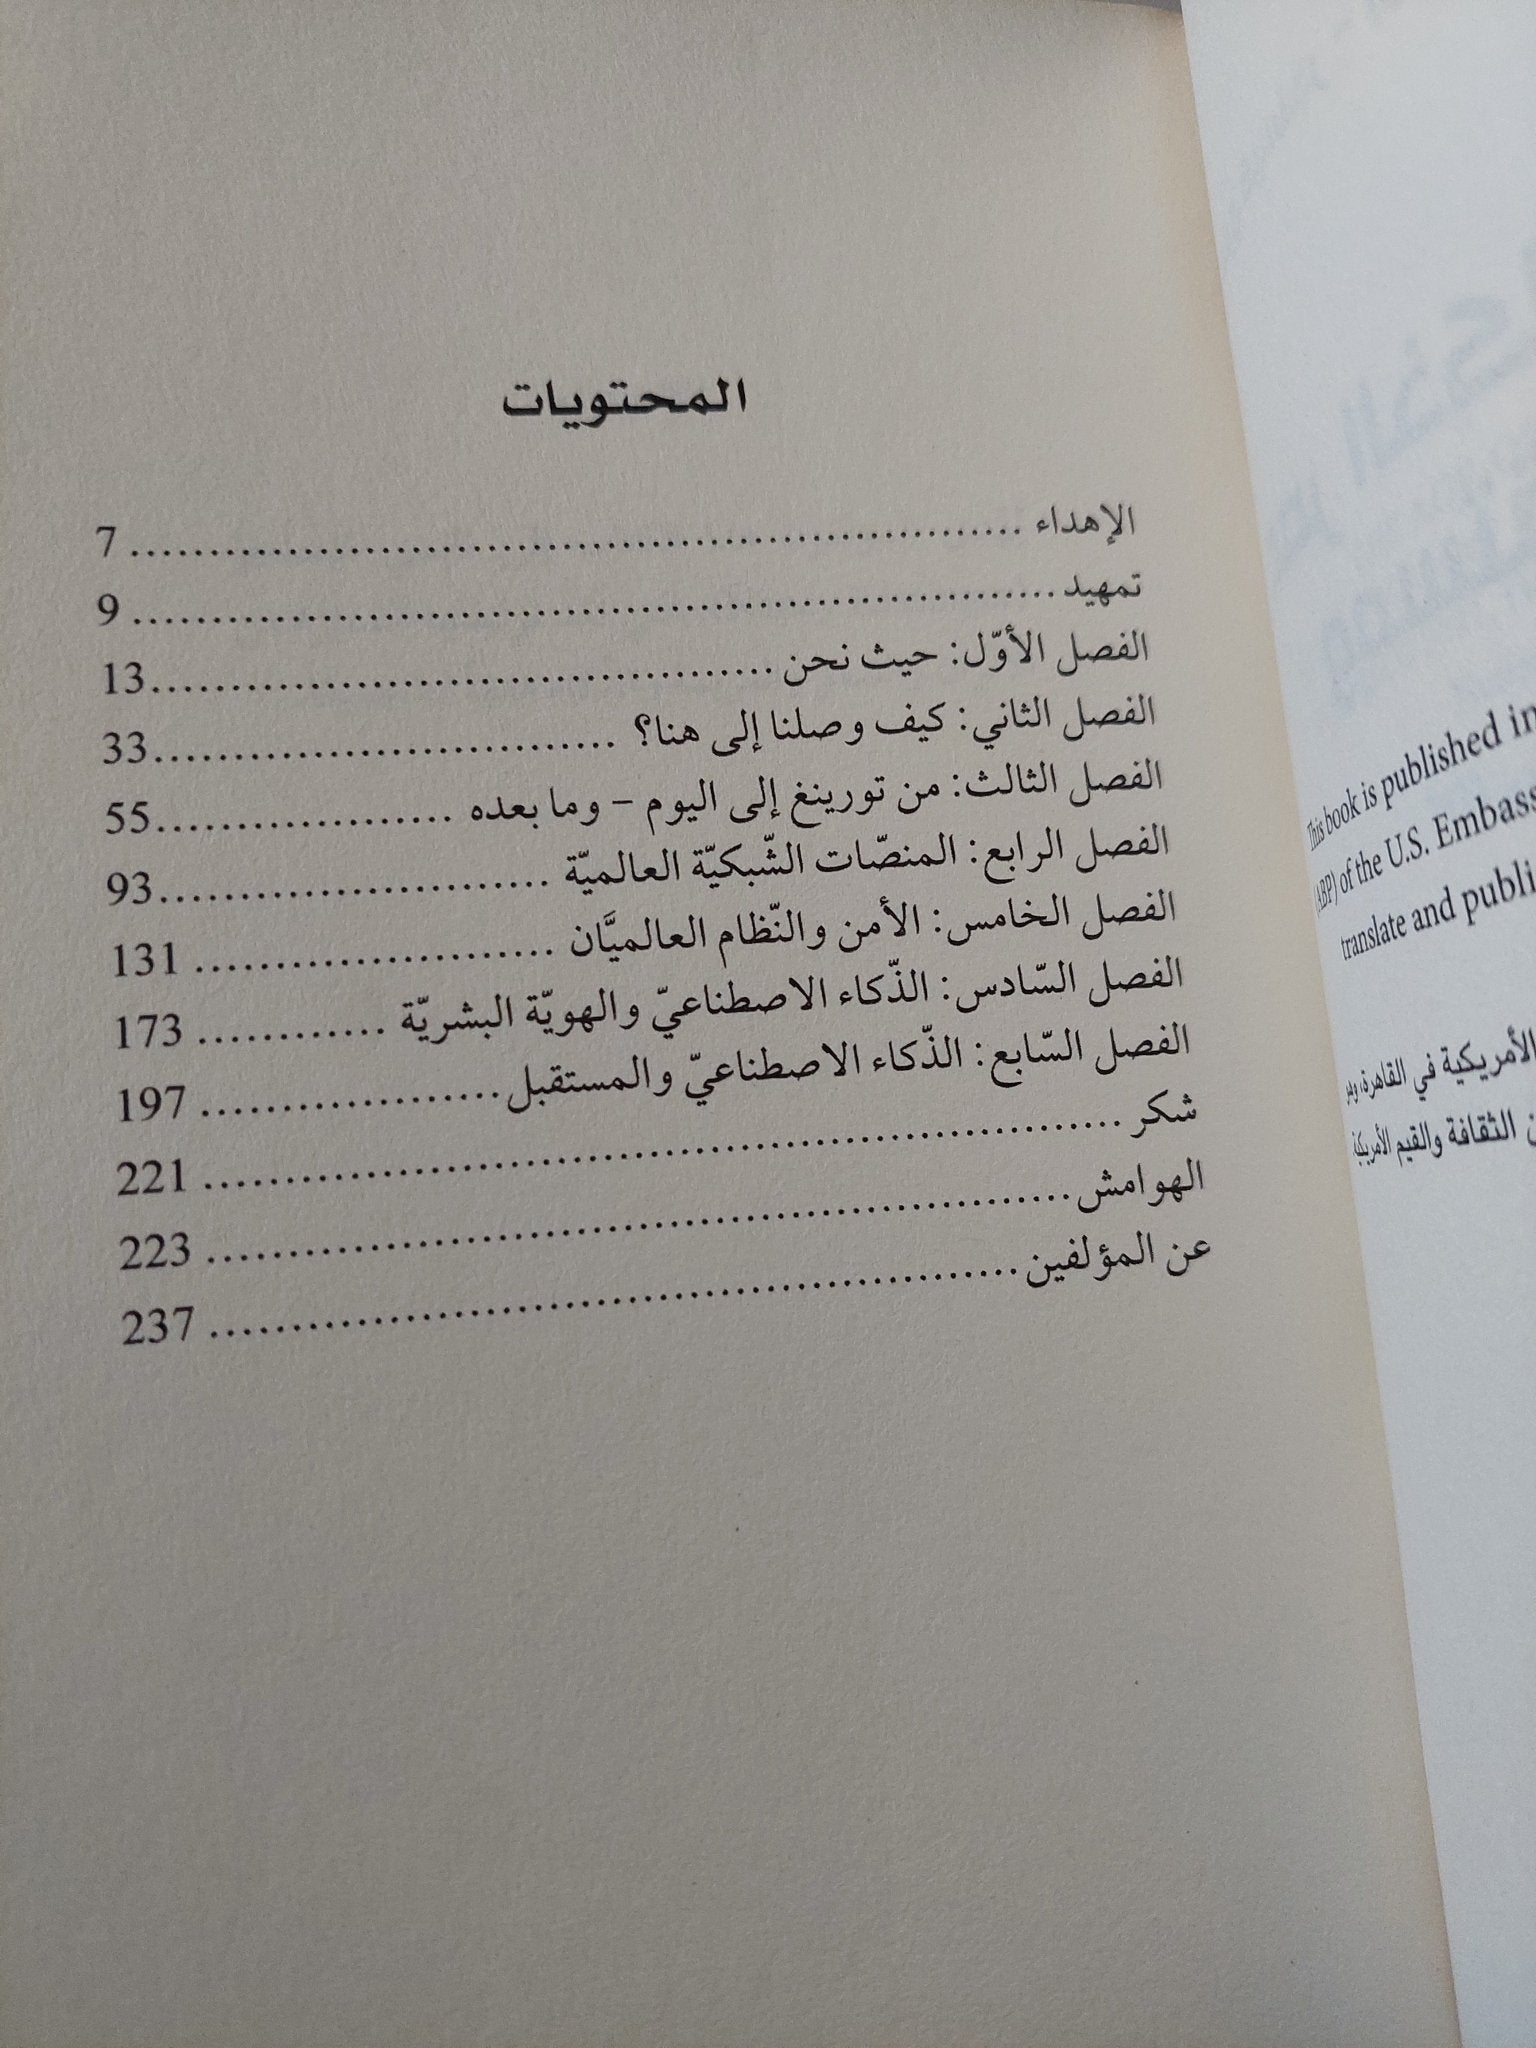 المحتويات
الإهداء ........................................ 7
تمهيد ........................................ 9
الفصل الأوّل: حيث نحن ........................................ 13
الفصل الثاني: كيف وصلنا إلى هنا؟ ........................................ 33
الفصل الثالث: من تورينغ إلى اليوم – وما بعده ........................................ 55
الفصل الرابع: المنصّات الشّبكيّة العالميّة ........................................ 93
الفصل الخامس: الأمن والنّظام العالميَّان ........................................ 131
الفصل السّادس: الذّكاء الاصطناعيّ والهويّة البشريّة ........................................ 173
الفصل السّابع: الذّكاء الاصطناعيّ والمستقبل ........................................ 197
شكر ........................................ 221
الهوامش ........................................ 223
عن المؤلفين ........................................ 237
This book is published in
(ABP) of the U.S. Embass
translate and publi
الأمريكية في القاهرة،
الثقافة والقيم الأمريكية